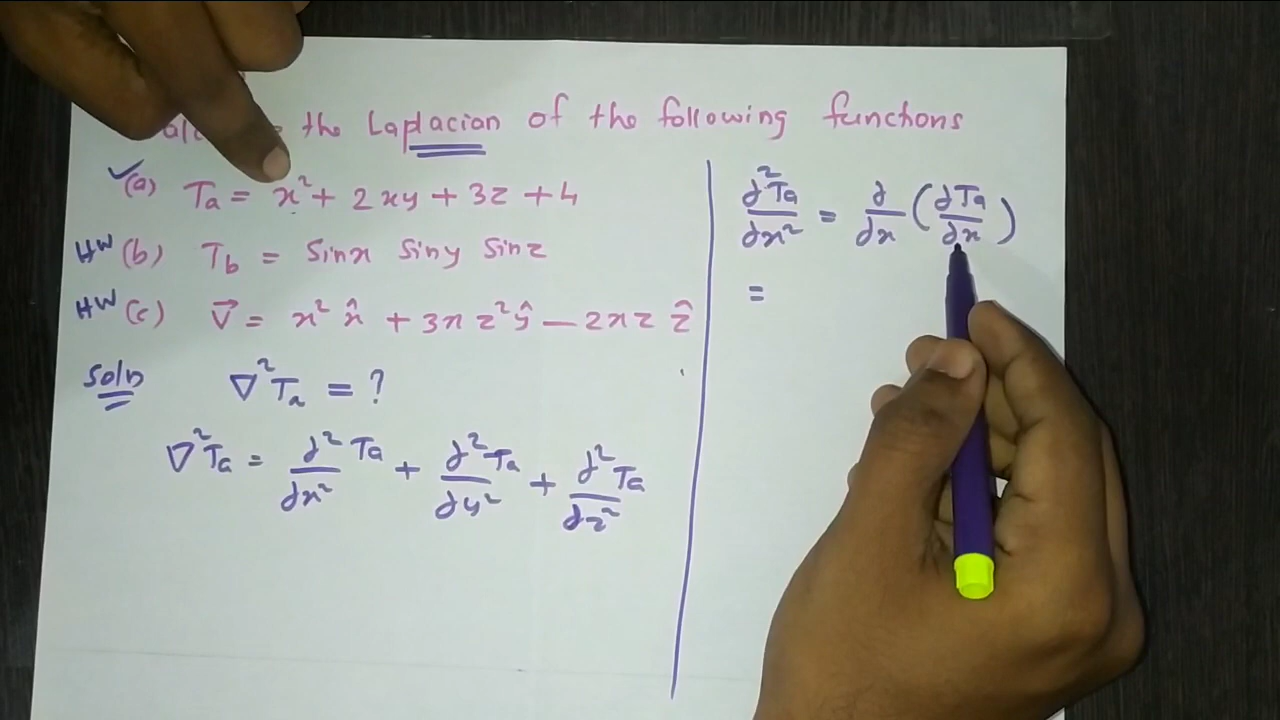 the Laplacian of the following functions
(a) Ta = x² + 2xy + 3z + 4
HW (b) T_b = Sinx Siny Sinz
HW (c) v⃗ = x² x̂ + 3xz² ŷ − 2xz ẑ
Soln ∇²Ta = ?
∇²Ta = ∂²Ta/∂x² + ∂²Ta/∂y² + ∂²Ta/∂z²
∂²Ta/∂x² = ∂/∂x (∂Ta/∂x)
=